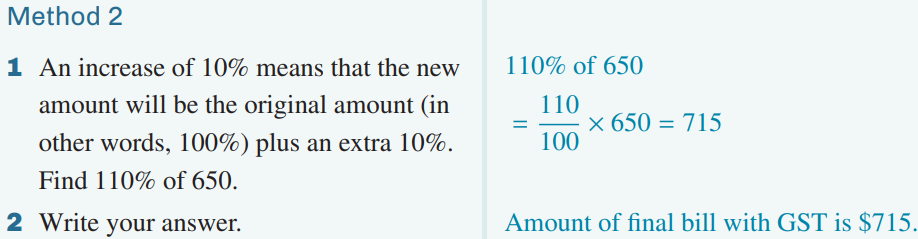 Method 2
1 An increase of 10% means that the new
amount will be the original amount (in
other words, 100%) plus an extra 10%.
Find 110% of 650.
110% of 650
= 110/100 × 650 = 715
2 Write your answer.
Amount of final bill with GST is $715.